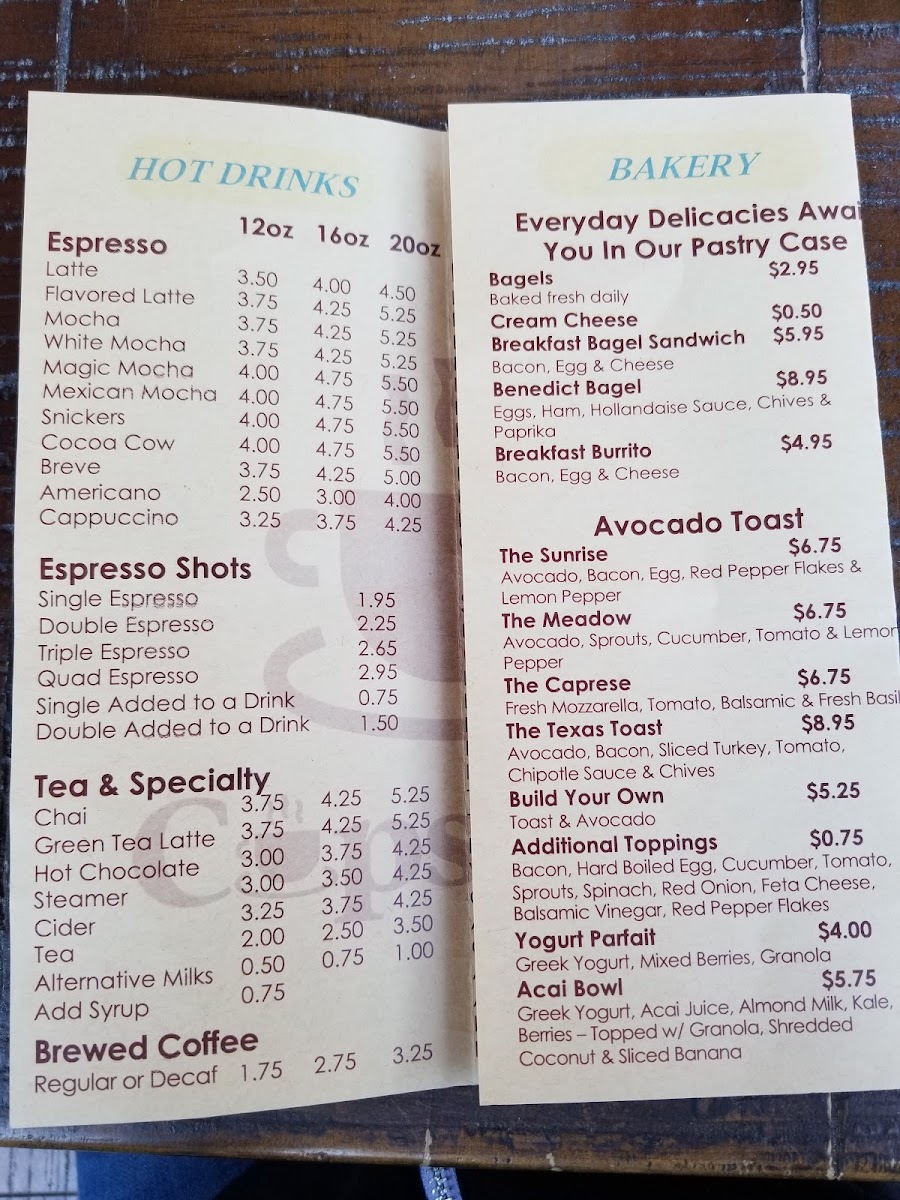 HOT DRINKS
12oz 16oz 20oz
Espresso
Latte 3.50 4.00 4.50
Flavored Latte 3.75 4.25 5.25
Mocha 3.75 4.25 5.25
White Mocha 3.75 4.25 5.25
Magic Mocha 4.00 4.75 5.50
Mexican Mocha 4.00 4.75 5.50
Snickers 4.00 4.75 5.50
Cocoa Cow 4.00 4.75 5.50
Breve 3.75 4.25 5.00
Americano 2.50 3.00 4.00
Cappuccino 3.25 3.75 4.25
Espresso Shots
Single Espresso 1.95
Double Espresso 2.25
Triple Espresso 2.65
Quad Espresso 2.95
Single Added to a Drink 0.75
Double Added to a Drink 1.50
Tea & Specialty
Chai 3.75 4.25 5.25
Green Tea Latte 3.75 4.25 5.25
Hot Chocolate 3.00 3.75 4.25
Steamer 3.00 3.50 4.25
Cider 3.25 3.75 4.25
Tea 2.00 2.50 3.50
Alternative Milks 0.50 0.75 1.00
Add Syrup 0.75
Brewed Coffee
Regular or Decaf 1.75 2.75 3.25
Cups
BAKERY
Everyday Delicacies Awai
You In Our Pastry Case
Bagels $2.95
Baked fresh daily
Cream Cheese $0.50
Breakfast Bagel Sandwich $5.95
Bacon, Egg & Cheese
Benedict Bagel $8.95
Eggs, Ham, Hollandaise Sauce, Chives &
Paprika
Breakfast Burrito $4.95
Bacon, Egg & Cheese
Avocado Toast
The Sunrise $6.75
Avocado, Bacon, Egg, Red Pepper Flakes &
Lemon Pepper
The Meadow $6.75
Avocado, Sprouts, Cucumber, Tomato & Lemon
Pepper
The Caprese $6.75
Fresh Mozzarella, Tomato, Balsamic & Fresh Basil
The Texas Toast $8.95
Avocado, Bacon, Sliced Turkey, Tomato,
Chipotle Sauce & Chives
Build Your Own $5.25
Toast & Avocado
Additional Toppings $0.75
Bacon, Hard Boiled Egg, Cucumber, Tomato,
Sprouts, Spinach, Red Onion, Feta Cheese,
Balsamic Vinegar, Red Pepper Flakes
Yogurt Parfait $4.00
Greek Yogurt, Mixed Berries, Granola
Acai Bowl $5.75
Greek Yogurt, Acai Juice, Almond Milk, Kale,
Berries – Topped w/ Granola, Shredded
Coconut & Sliced Banana